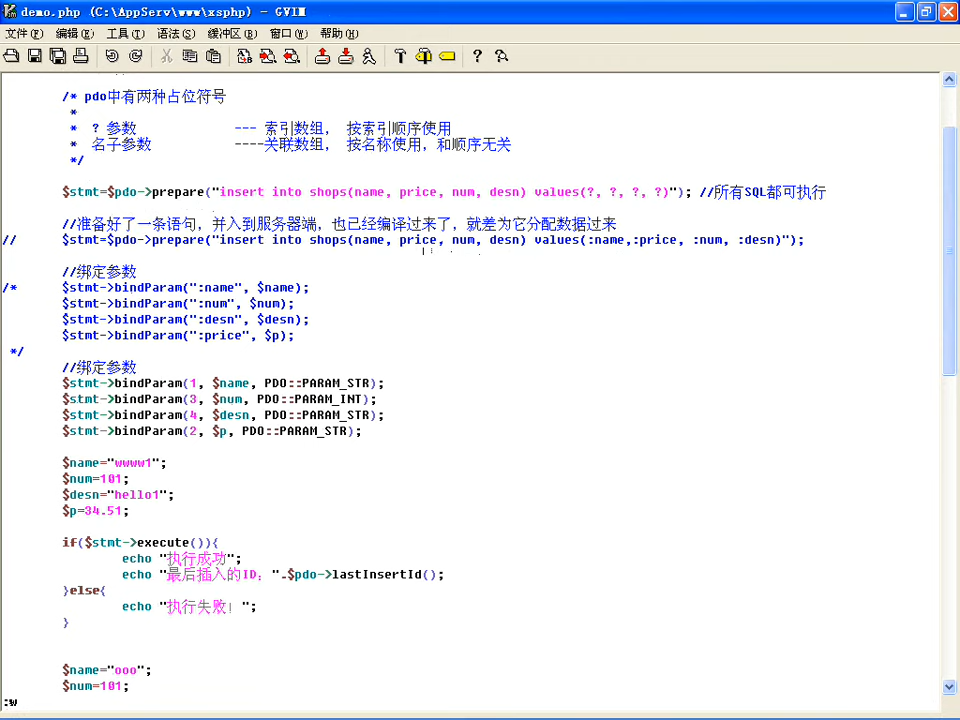 demo.php (C:\AppServ\www\xsphp) - GVIM
文件(F) 编辑(E) 工具(T) 语法(S) 缓冲区(B) 窗口(W) 帮助(H)
/* pdo中有两种占位符号
*
* ? 参数 --- 索引数组， 按索引顺序使用
* 名子参数 ----关联数组， 按名称使用，和顺序无关
*/
$stmt=$pdo->prepare("insert into shops(name, price, num, desn) values(?, ?, ?, ?)"); //所有SQL都可执行
//准备好了一条语句，并入到服务器端，也已经编译过来了，就差为它分配数据过来
// $stmt=$pdo->prepare("insert into shops(name, price, num, desn) values(:name,:price, :num, :desn)");
//绑定参数
/* $stmt->bindParam(":name", $name);
$stmt->bindParam(":num", $num);
$stmt->bindParam(":desn", $desn);
$stmt->bindParam(":price", $p);
*/
//绑定参数
$stmt->bindParam(1, $name, PDO::PARAM_STR);
$stmt->bindParam(3, $num, PDO::PARAM_INT);
$stmt->bindParam(4, $desn, PDO::PARAM_STR);
$stmt->bindParam(2, $p, PDO::PARAM_STR);
$name="wwww1";
$num=101;
$desn="hello1";
$p=34.51;
if($stmt->execute()){
echo "执行成功";
echo "最后插入的ID：".$pdo->lastInsertId();
}else{
echo "执行失败！";
}
$name="ooo";
$num=101;
:w